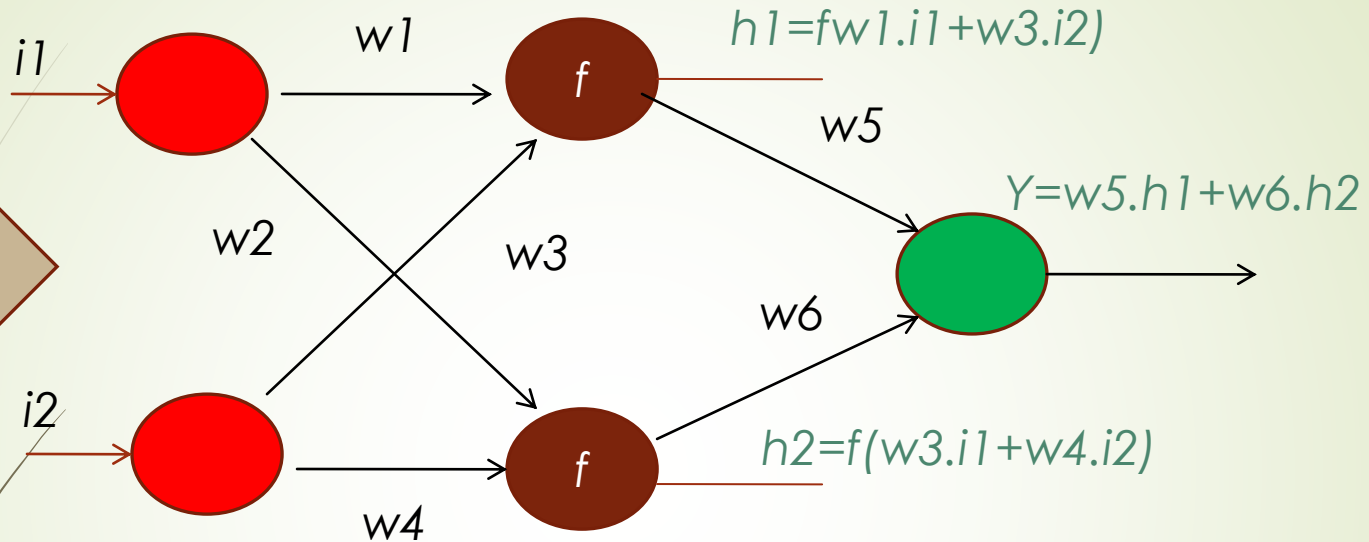 i1
w1
f
h1=fw1.i1+w3.i2)
w5
Y=w5.h1+w6.h2
w2
w3
w6
i2
f
h2=f(w3.i1+w4.i2)
w4